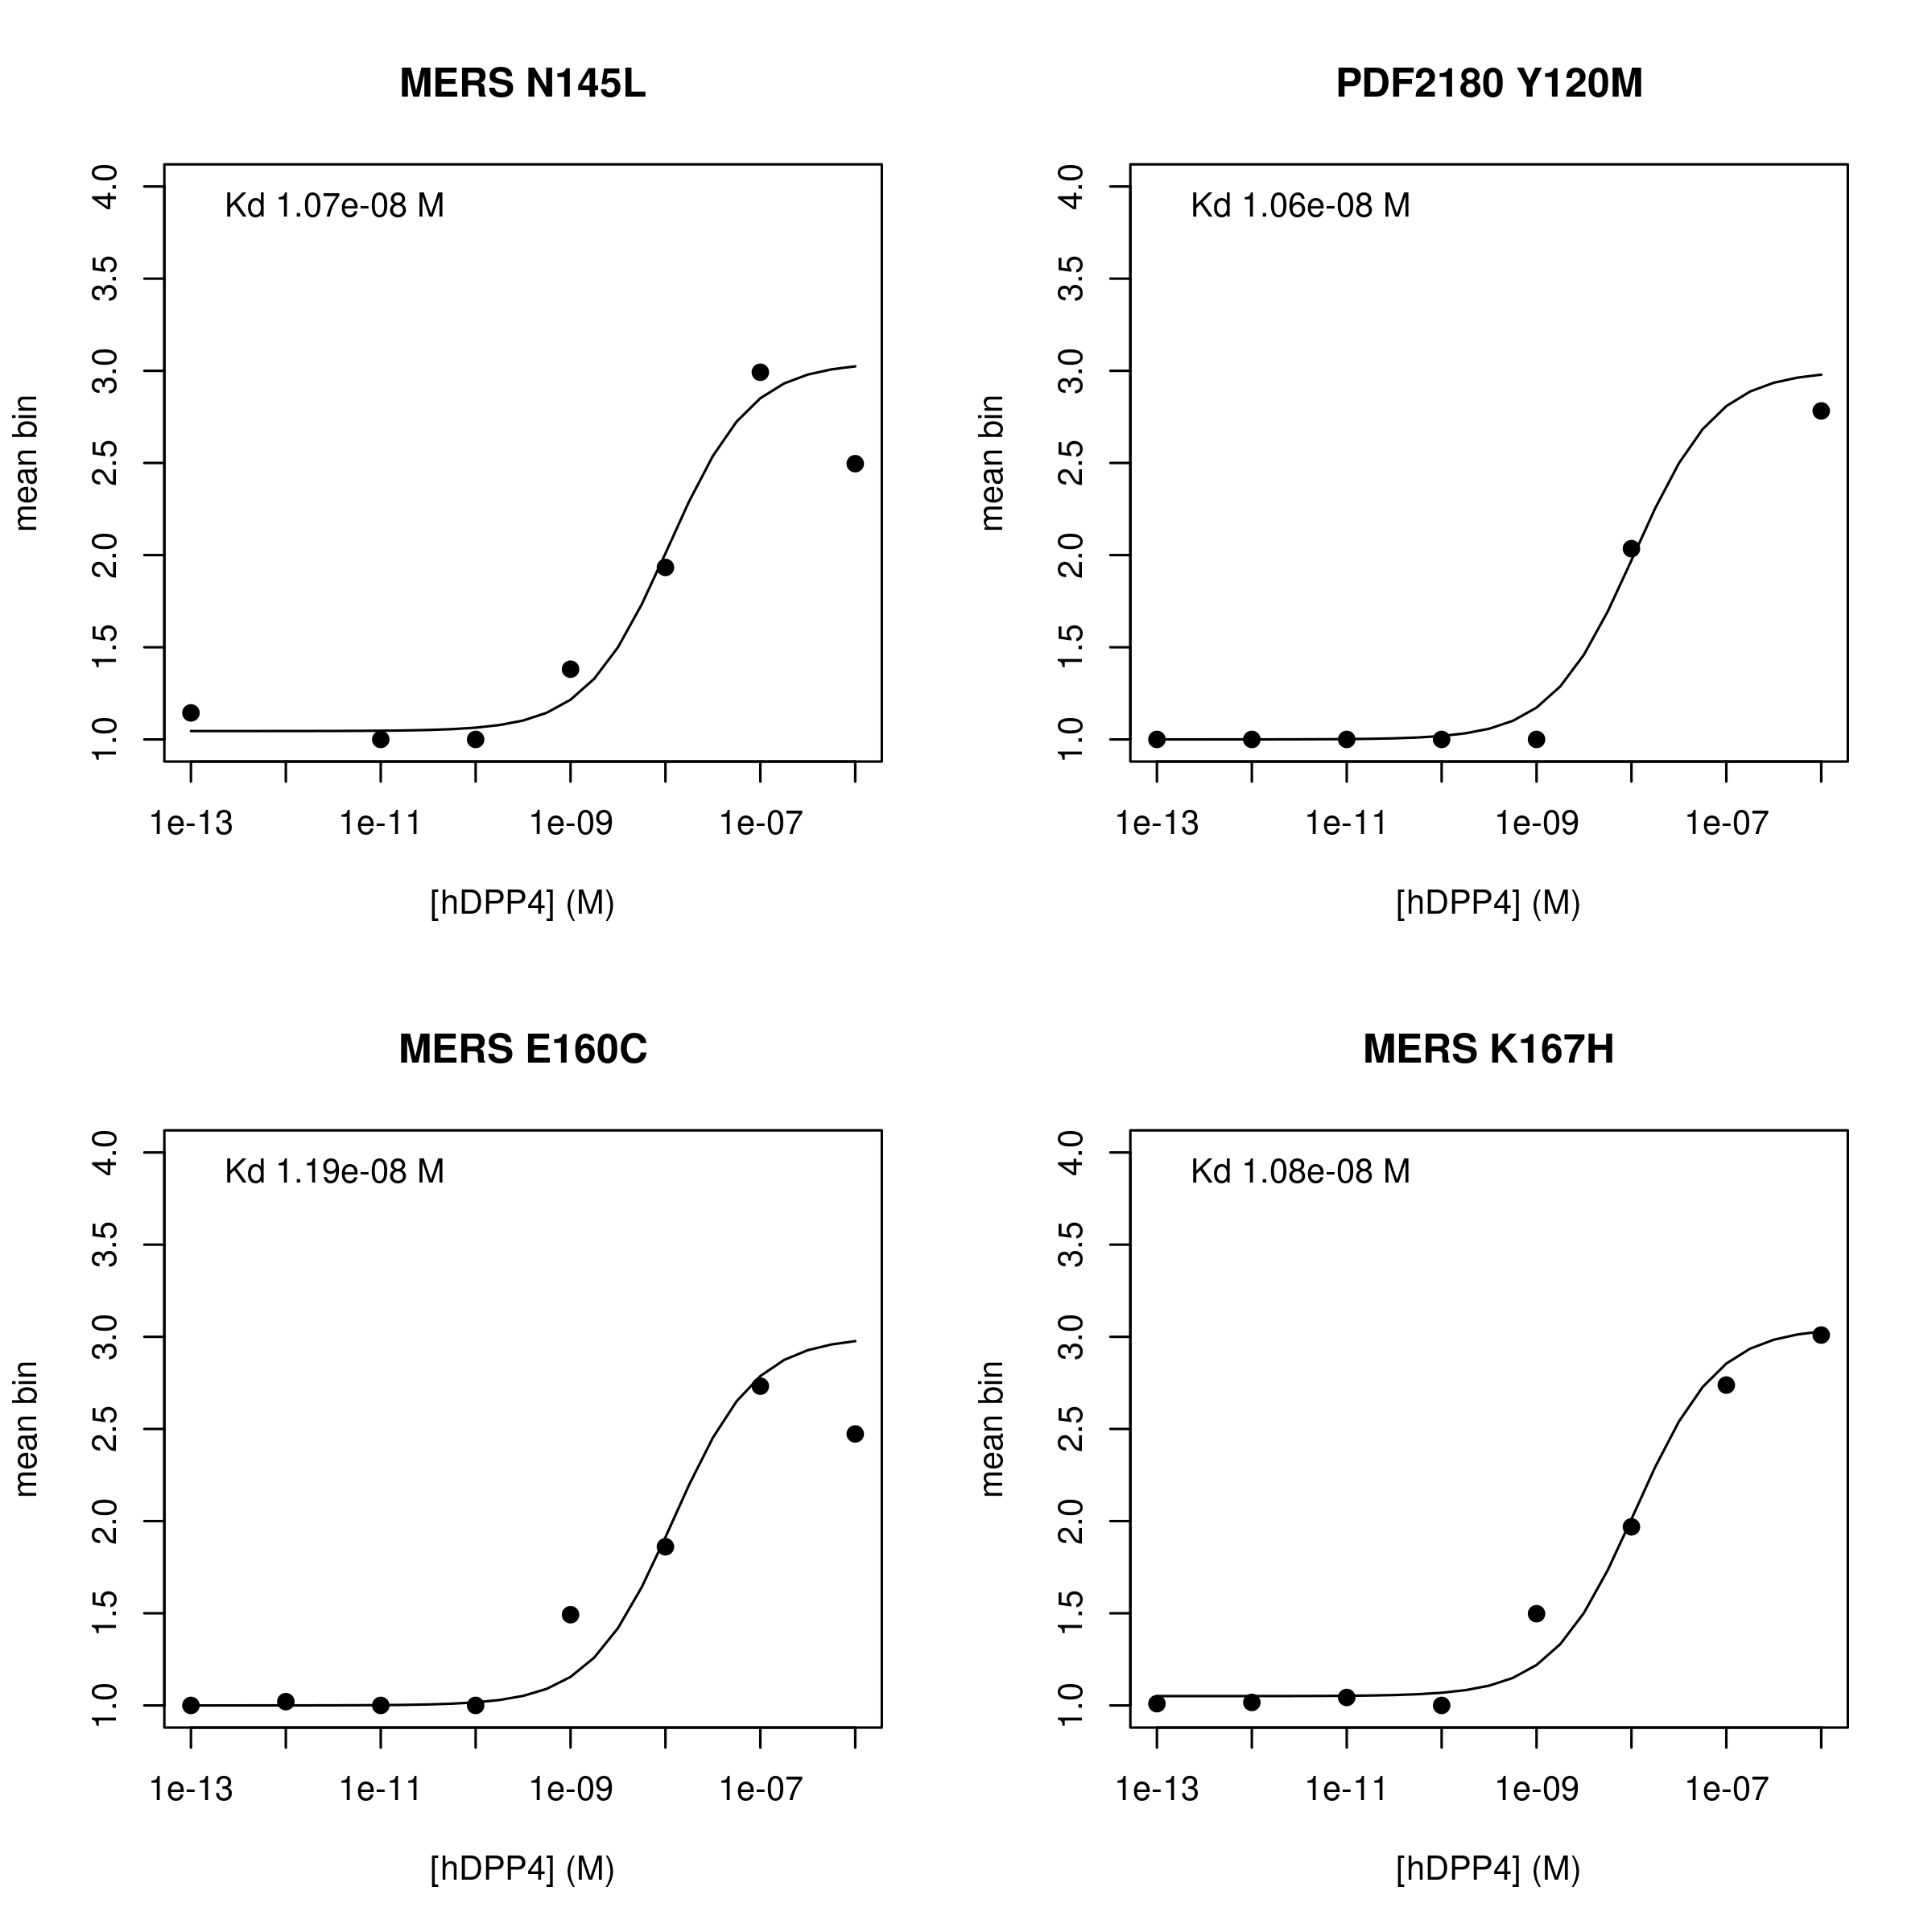 MERS N145L
Kd 1.07e-08 M
mean bin
4.0
3.5
3.0
2.5
2.0
1.5
1.0
1e-13 1e-11 1e-09 1e-07
[hDPP4] (M)
PDF2180 Y120M
Kd 1.06e-08 M
mean bin
4.0
3.5
3.0
2.5
2.0
1.5
1.0
1e-13 1e-11 1e-09 1e-07
[hDPP4] (M)
MERS E160C
Kd 1.19e-08 M
mean bin
4.0
3.5
3.0
2.5
2.0
1.5
1.0
1e-13 1e-11 1e-09 1e-07
[hDPP4] (M)
MERS K167H
Kd 1.08e-08 M
mean bin
4.0
3.5
3.0
2.5
2.0
1.5
1.0
1e-13 1e-11 1e-09 1e-07
[hDPP4] (M)